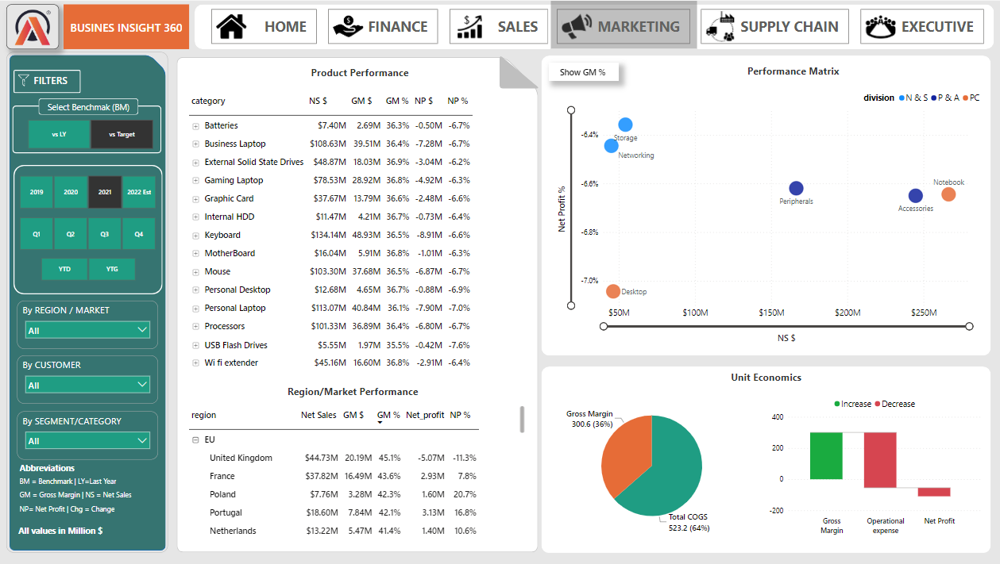 BUSINES INSIGHT 360
HOME
FINANCE
SALES
MARKETING
SUPPLY CHAIN
EXECUTIVE
FILTERS
Select Benchmak (BM)
vs LY
vs Target
2019
2020
2021
2022 Est
Q1
Q2
Q3
Q4
YTD
YTG
By REGION / MARKET
All
By CUSTOMER
All
By SEGMENT/CATEGORY
All
Abbreviations
BM = Benchmark | LY=Last Year
GM = Gross Margin | NS = Net Sales
NP= Net Profit | Chg = Change
All values in Million $
Product Performance
category NS $ GM $ GM % NP $ NP %
Batteries $7.40M 2.69M 36.3% -0.50M -6.7%
Business Laptop $108.63M 39.51M 36.4% -7.28M -6.7%
External Solid State Drives $48.87M 18.03M 36.9% -3.04M -6.2%
Gaming Laptop $78.53M 28.92M 36.8% -4.92M -6.3%
Graphic Card $37.67M 13.79M 36.6% -2.48M -6.6%
Internal HDD $11.47M 4.21M 36.7% -0.73M -6.4%
Keyboard $134.14M 48.93M 36.5% -8.91M -6.6%
MotherBoard $16.04M 5.91M 36.8% -1.01M -6.3%
Mouse $103.30M 37.68M 36.5% -6.87M -6.7%
Personal Desktop $12.68M 4.65M 36.7% -0.88M -6.9%
Personal Laptop $113.07M 40.84M 36.1% -7.90M -7.0%
Processors $101.33M 36.89M 36.4% -6.80M -6.7%
USB Flash Drives $5.55M 1.97M 35.5% -0.42M -7.6%
Wi fi extender $45.16M 16.60M 36.8% -2.91M -6.4%
Region/Market Performance
region Net Sales GM $ GM % Net_profit NP %
EU
United Kingdom $44.73M 20.19M 45.1% -5.07M -11.3%
France $37.82M 16.49M 43.6% 2.93M 7.8%
Poland $7.76M 3.28M 42.3% 1.60M 20.7%
Portugal $18.60M 7.84M 42.1% 3.13M 16.8%
Netherlands $13.22M 5.47M 41.4% 1.40M 10.6%
Show GM %
Performance Matrix
division N & S P & A PC
Net Profit %
-6.4%
-6.6%
-6.8%
-7.0%
Storage
Networking
Peripherals
Notebook
Accessories
Desktop
$50M $100M $150M $200M $250M
NS $
Unit Economics
Gross Margin
300.6 (36%)
Total COGS
523.2 (64%)
Increase Decrease
400
200
0
-200
Gross
Margin
Operational
expense
Net Profit